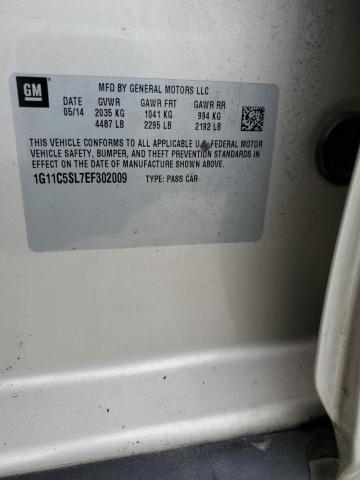 GM
MFD BY GENERAL MOTORS LLC
DATE GVWR GAWR FRT GAWR RR
05/14 2035 KG 1041 KG 994 KG
4487 LB 2295 LB 2192 LB
THIS VEHICLE CONFORMS TO ALL APPLICABLE U.S. FEDERAL MOTOR
VEHICLE SAFETY, BUMPER, AND THEFT PREVENTION STANDARDS IN
EFFECT ON THE DATE OF MANUFACTURE SHOWN ABOVE.
1G11C5SL7EF302009 TYPE: PASS CAR